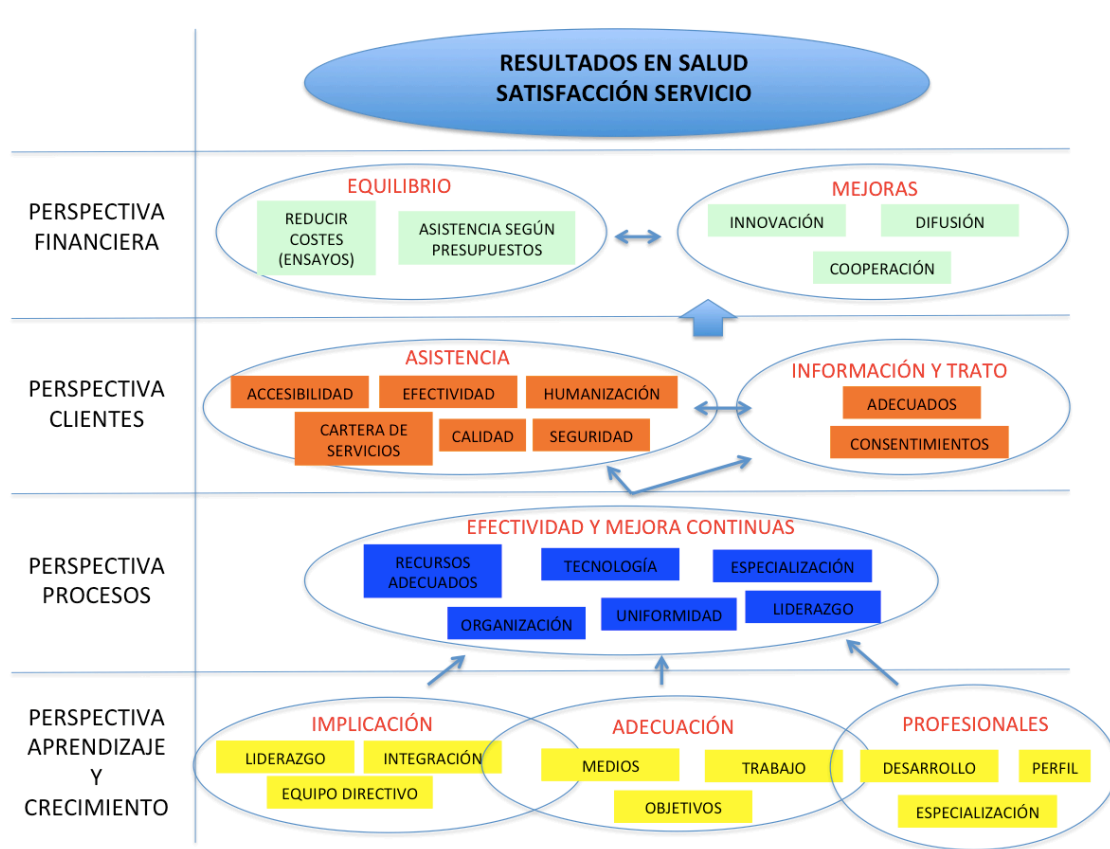 RESULTADOS EN SALUD
SATISFACCIÓN SERVICIO
PERSPECTIVA
FINANCIERA
EQUILIBRIO
REDUCIR
COSTES
(ENSAYOS)
ASISTENCIA SEGÚN
PRESUPUESTOS
MEJORAS
INNOVACIÓN
DIFUSIÓN
COOPERACIÓN
PERSPECTIVA
CLIENTES
ASISTENCIA
ACCESIBILIDAD
EFECTIVIDAD
HUMANIZACIÓN
CARTERA DE
SERVICIOS
CALIDAD
SEGURIDAD
INFORMACIÓN Y TRATO
ADECUADOS
CONSENTIMIENTOS
PERSPECTIVA
PROCESOS
EFECTIVIDAD Y MEJORA CONTINUAS
RECURSOS
ADECUADOS
TECNOLOGÍA
ESPECIALIZACIÓN
ORGANIZACIÓN
UNIFORMIDAD
LIDERAZGO
PERSPECTIVA
APRENDIZAJE
Y
CRECIMIENTO
IMPLICACIÓN
LIDERAZGO
INTEGRACIÓN
EQUIPO DIRECTIVO
ADECUACIÓN
MEDIOS
TRABAJO
OBJETIVOS
PROFESIONALES
DESARROLLO
PERFIL
ESPECIALIZACIÓN